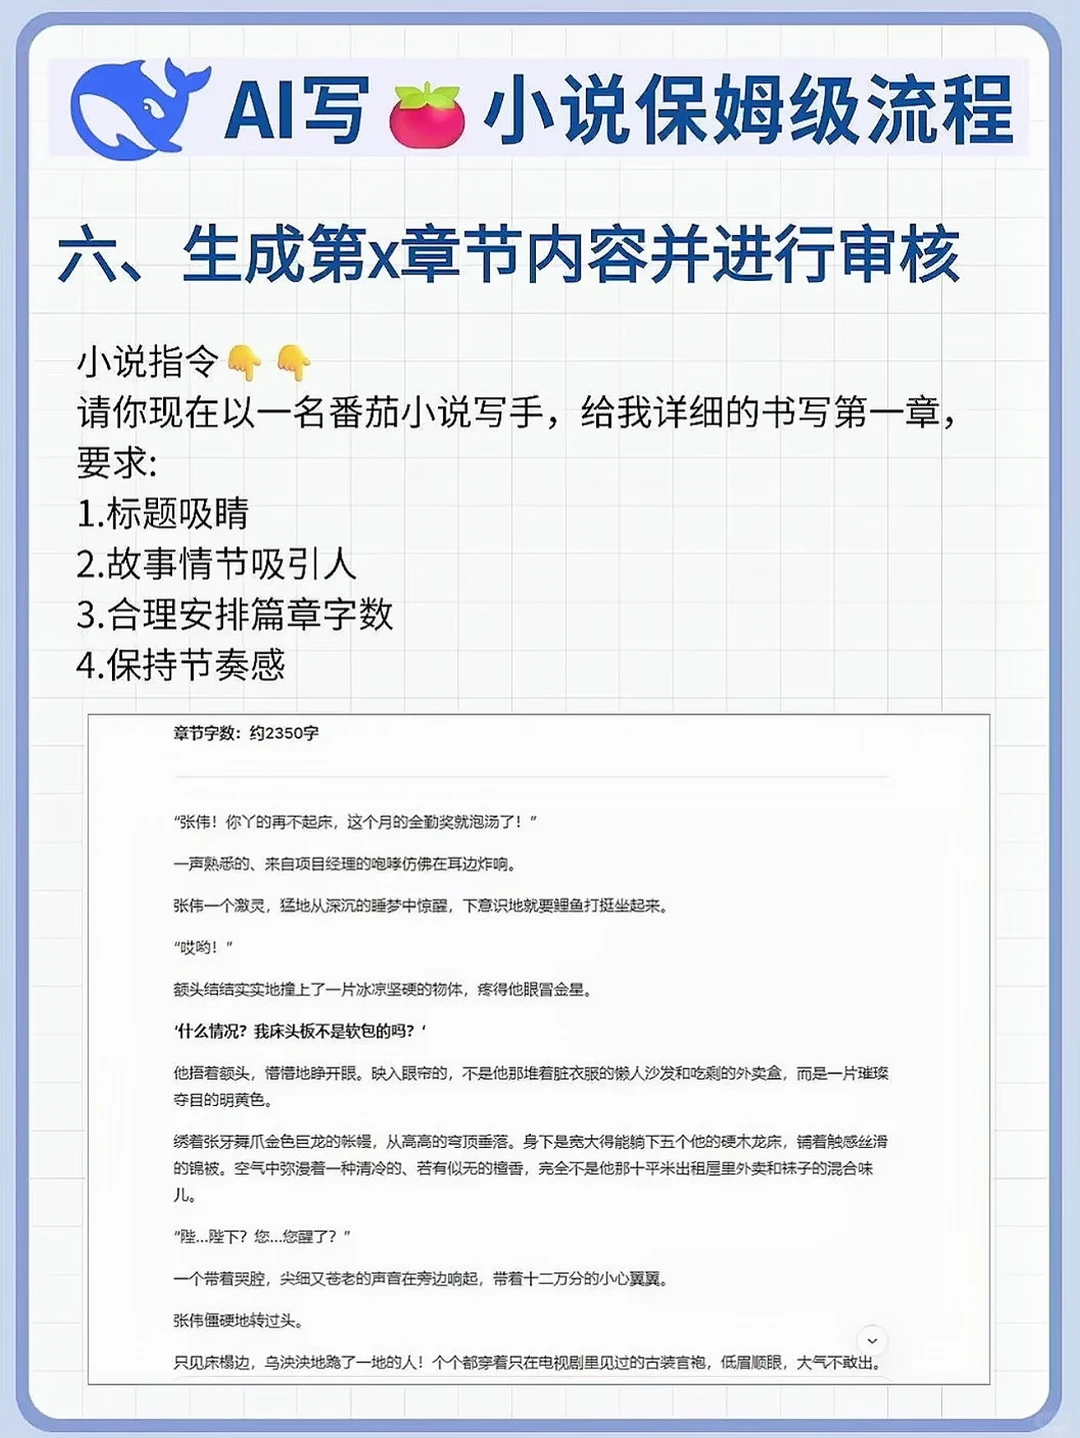 AI写🍅小说保姆级流程
六、生成第x章节内容并进行审核
小说指令👇👇
请你现在以一名番茄小说写手，给我详细的书写第一章，
要求:
1.标题吸睛
2.故事情节吸引人
3.合理安排篇章字数
4.保持节奏感
章节字数：约2350字
“张伟！你丫的再不起床，这个月的全勤奖就泡汤了！”
一声熟悉的、来自项目经理的咆哮仿佛在耳边炸响。
张伟一个激灵，猛地从深沉的睡梦中惊醒，下意识地就要鲤鱼打挺坐起来。
“哎哟！”
额头结结实实地撞上了一片冰凉坚硬的物体，疼得他眼冒金星。
‘什么情况？我床头板不是软包的吗？‘
他捂着额头，懵懵地睁开眼。映入眼帘的，不是他那堆着脏衣服的懒人沙发和吃剩的外卖盒，而是一片璀璨
夺目的明黄色。
绣着张牙舞爪金色巨龙的帐幔，从高高的穹顶垂落。身下是宽大得能躺下五个他的硬木龙床，铺着触感丝滑
的锦被。空气中弥漫着一种清冷的、若有似无的檀香，完全不是他那十平米出租屋里外卖和袜子的混合味
儿。
“陛...陛下？您...您醒了？”
一个带着哭腔，尖细又苍老的声音在旁边响起，带着十二万分的小心翼翼。
张伟僵硬地转过头。
只见床榻边，乌泱泱地跪了一地的人！个个都穿着只在电视剧里见过的古装官袍，低眉顺眼，大气不敢出。